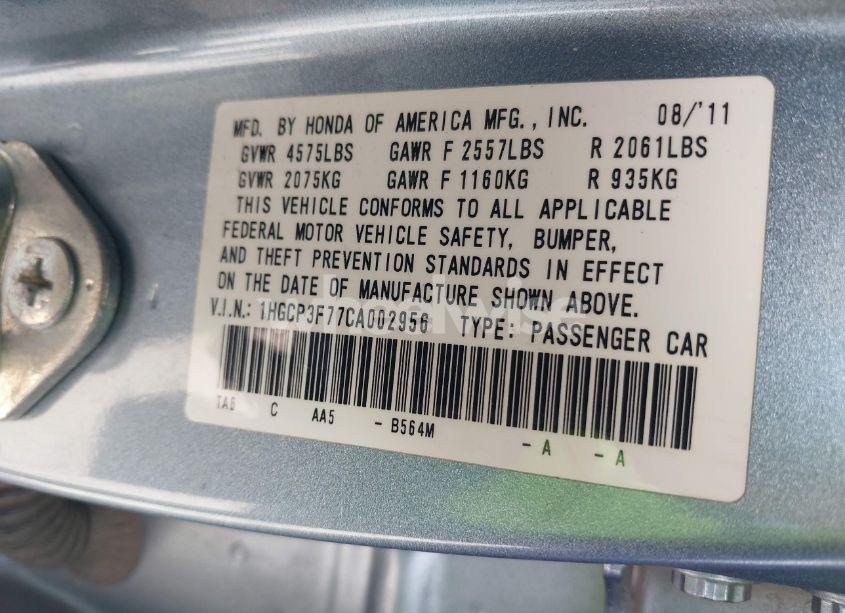 MFD. BY HONDA OF AMERICA MFG., INC. 08/'11
GVWR 4575LBS GAWR F 2557LBS R 2061LBS
GVWR 2075KG GAWR F 1160KG R 935KG
THIS VEHICLE CONFORMS TO ALL APPLICABLE
FEDERAL MOTOR VEHICLE SAFETY, BUMPER,
AND THEFT PREVENTION STANDARDS IN EFFECT
ON THE DATE OF MANUFACTURE SHOWN ABOVE.
V.I.N.: 1HGCP3F77CA002956 TYPE: PASSENGER CAR
TA6 C AA5 - B564M - A - A